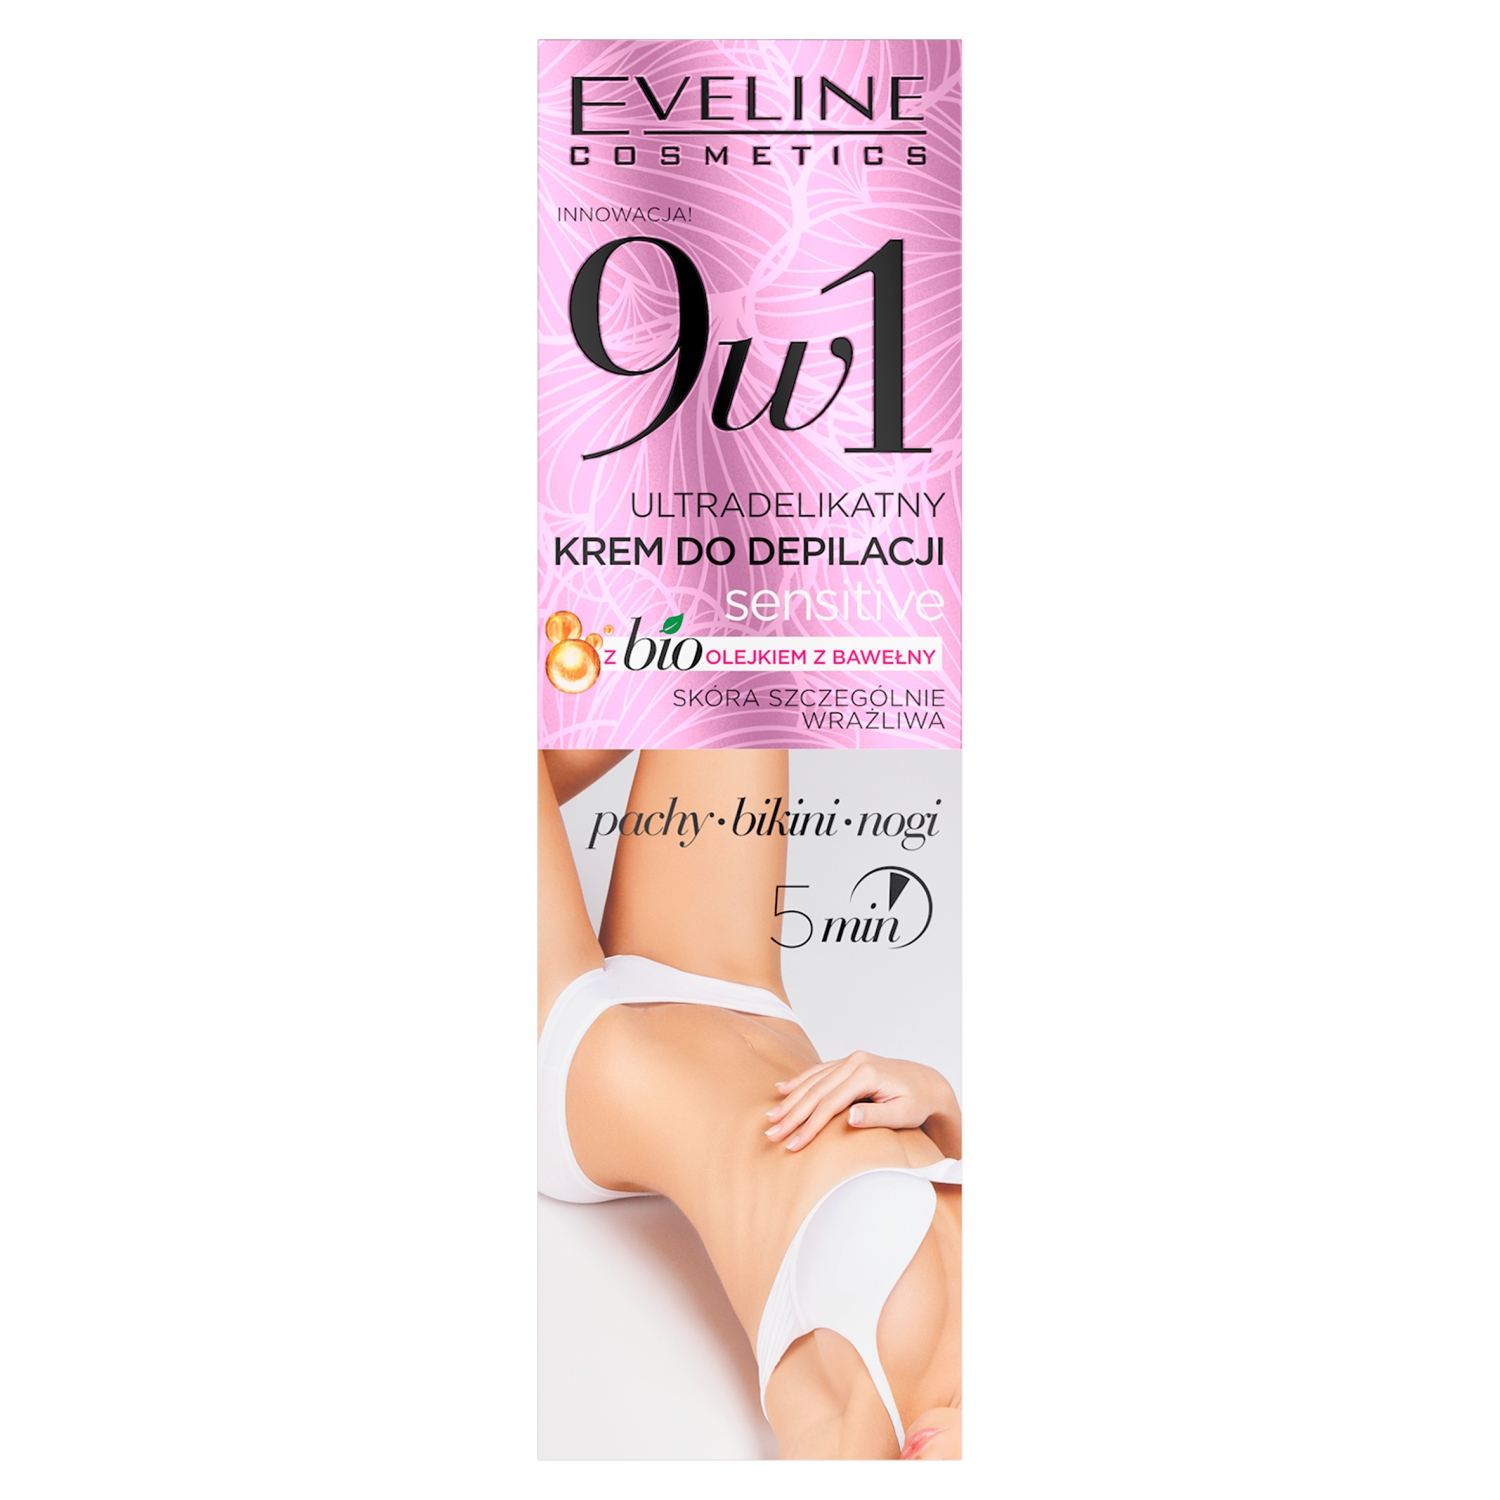 EVELINE
COSMETICS
INNOWACJA!
9w1
ULTRADELIKATNY
KREM DO DEPILACJI
sensitive
z bio OLEJKIEM Z BAWEŁNY
SKÓRA SZCZEGÓLNIE
WRAŻLIWA
pachy·bikini·nogi
5 min